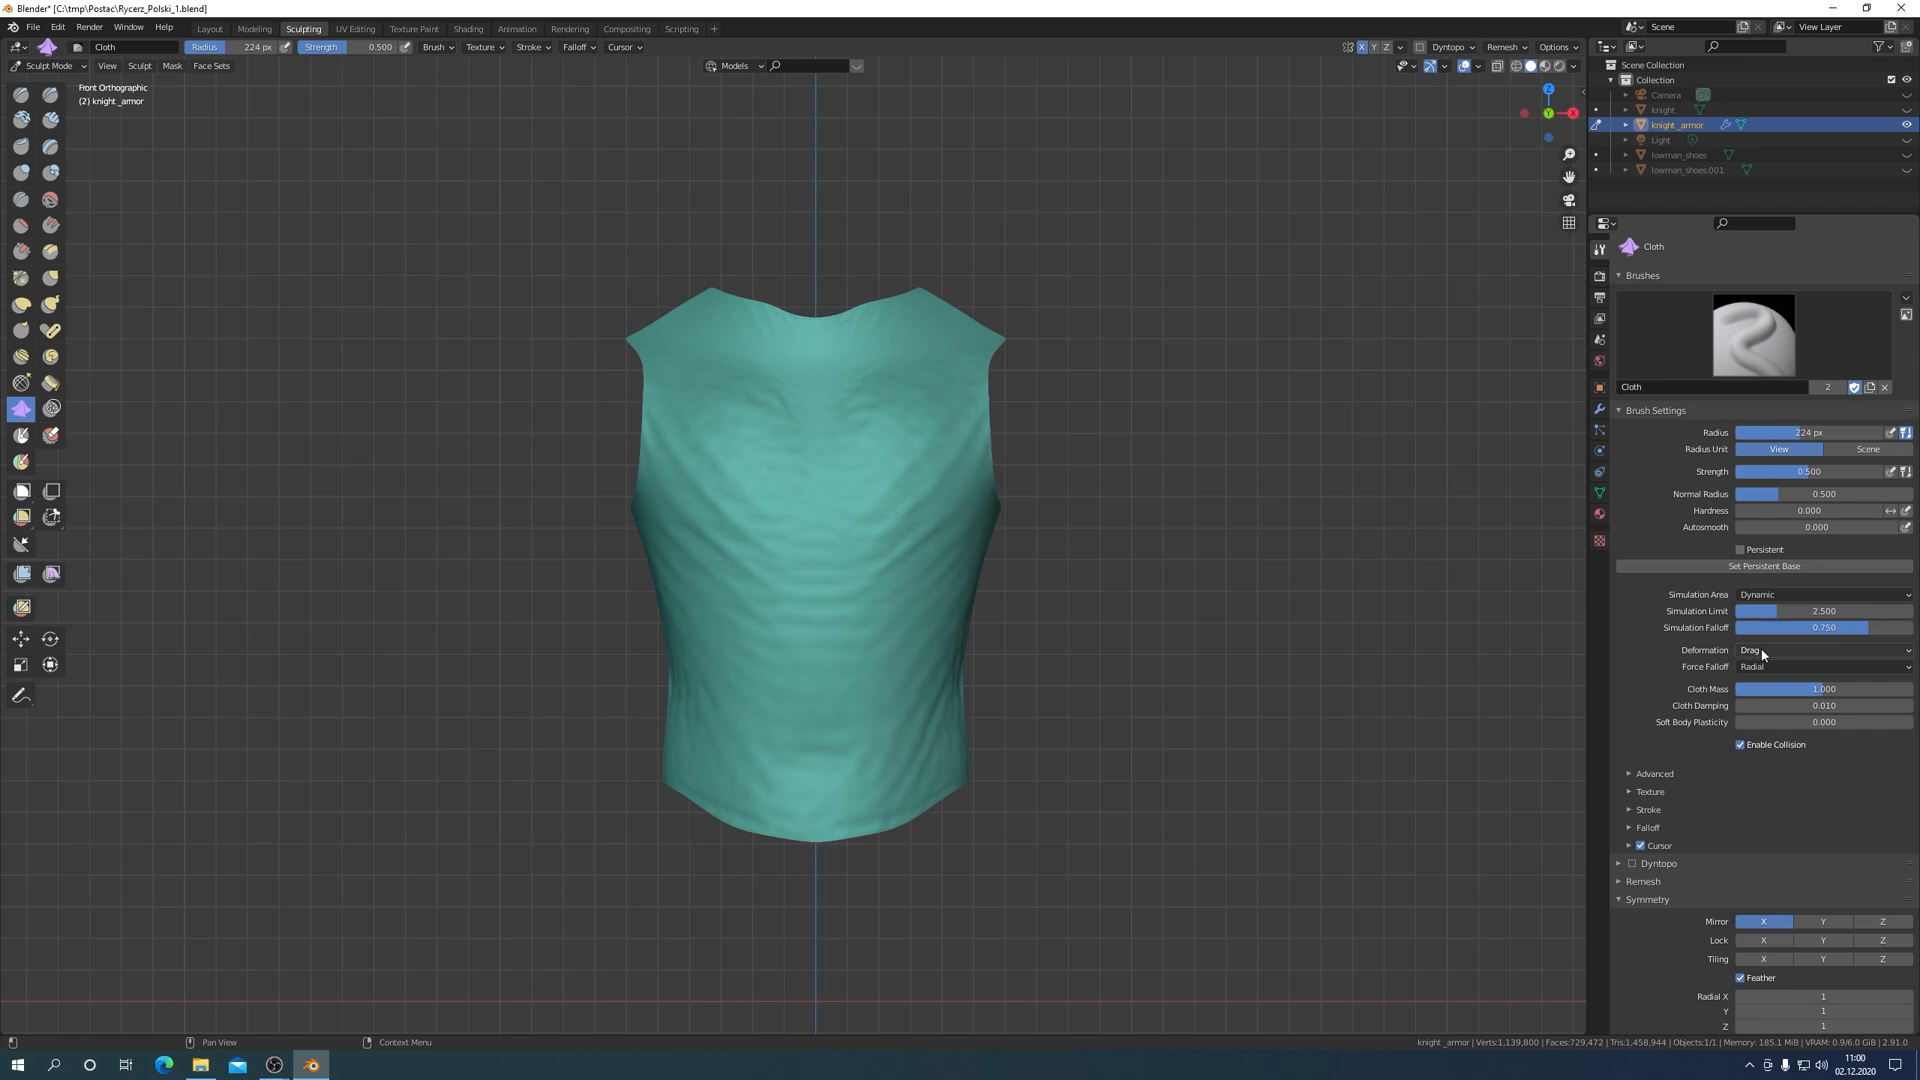 Blender* [C:\tmp\Postac\Rycerz_Polski_1.blend]
File Edit Render Window Help Layout Modeling Sculpting UV Editing Texture Paint Shading Animation Rendering Compositing Scripting + Scene View Layer
Cloth Radius 224 px Strength 0.500 Brush Texture Stroke Falloff Cursor X Y Z Dyntopo Remesh Options
Sculpt Mode View Sculpt Mask Face Sets Models
Front Orthographic
(2) knight _armor
Z
Y X
Scene Collection
Collection
Camera
knight
knight _armor
Light
lowman_shoes
lowman_shoes.001
Cloth
Brushes
Cloth 2
Brush Settings
Radius 224 px
Radius Unit View Scene
Strength 0.500
Normal Radius 0.500
Hardness 0.000
Autosmooth 0.000
Persistent
Set Persistent Base
Simulation Area Dynamic
Simulation Limit 2.500
Simulation Falloff 0.750
Deformation Drag
Force Falloff Radial
Cloth Mass 1.000
Cloth Damping 0.010
Soft Body Plasticity 0.000
Enable Collision
Advanced
Texture
Stroke
Falloff
Cursor
Dyntopo
Remesh
Symmetry
Mirror X Y Z
Lock X Y Z
Tiling X Y Z
Feather
Radial X 1
Y 1
Z 1
Pan View Context Menu knight _armor | Verts:1,139,800 | Faces:729,472 | Tris:1,458,944 | Objects:1/1 | Memory: 185.1 MiB | VRAM: 0.9/6.0 GiB | 2.91.0
11:00
02.12.2020